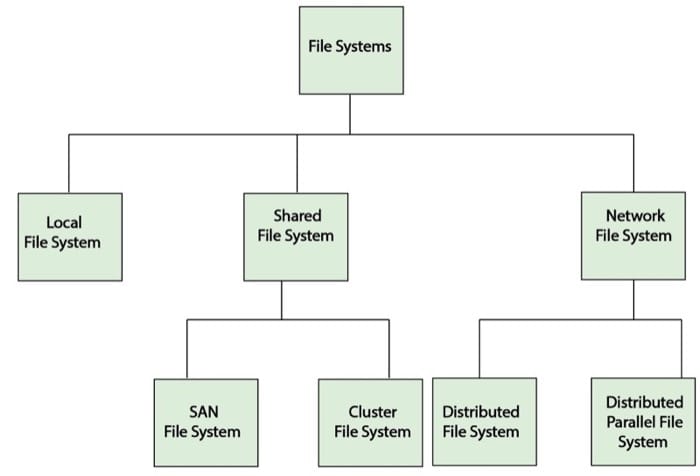 File Systems
Local
File System
Shared
File System
Network
File System
SAN
File System
Cluster
File System
Distributed
File System
Distributed
Parallel File
System